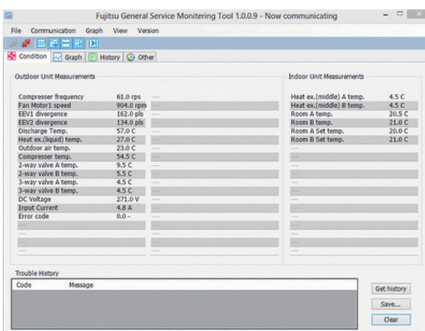 Fujitsu General Service Monitering Tool 1.0.0.9 - Now communicating
File Communication Graph View Version
Condition Graph History Other
Outdoor Unit Measurements
Indoor Unit Measurements
Compresser frequency 61.0 rps ---
Fan Motor1 speed 904.0 rpm ---
EEV1 divergence 162.0 pls ---
EEV2 divergence 134.0 pls ---
Discharge Temp. 57.0 C ---
Heat ex.(liquid) temp. 27.0 C ---
Outdoor air temp. 23.0 C ---
Compresser temp. 54.5 C ---
2-way valve A temp. 9.5 C ---
2-way valve B temp. 5.5 C ---
3-way valve A temp. 4.5 C ---
3-way valve B temp. 4.5 C ---
DC Voltage 271.0 V ---
Input Current 4.8 A ---
Error code 0.0 - ---
Heat ex.(middle) A temp. 4.5 C
Heat ex.(middle) B temp. 4.5 C
Room A temp. 20.5 C
Room B temp. 21.0 C
Room A Set temp. 20.0 C
Room B Set temp. 21.0 C
Trouble History
Code Message
Get history
Save...
Clear